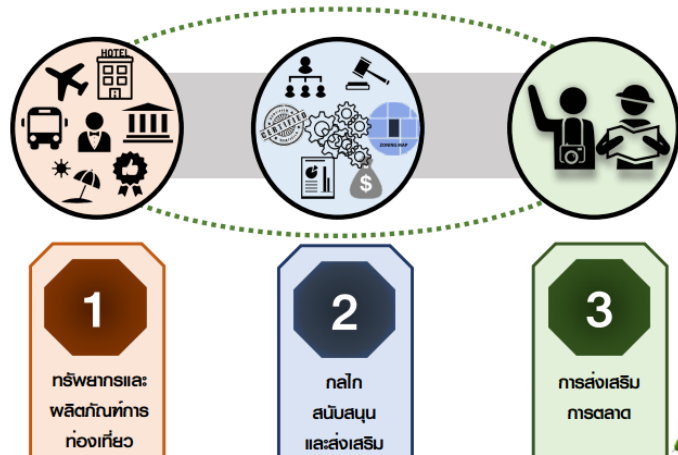 HOTEL
CERTIFIED
ZONING MAP
$
1
ทรัพยากรและ
ผลิตภัณฑ์การ
ท่องเที่ยว
2
กลไก
สนับสนุน
และส่งเสริม
3
การส่งเสริม
การตลาด